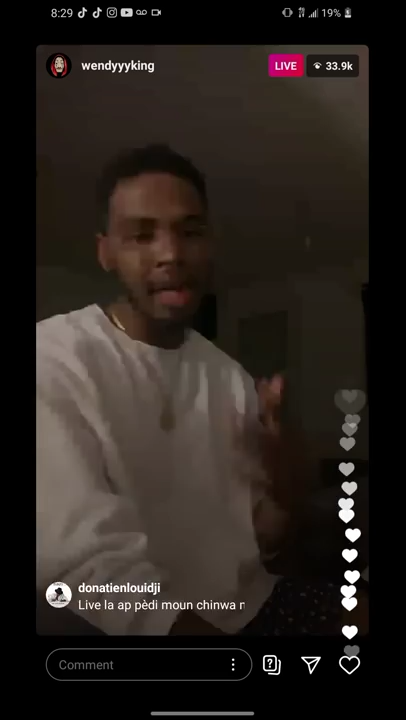 8:29
19%
wendyyyking
LIVE
33.9k
donatienlouidji
Live la ap pèdi moun chinwa
Comment